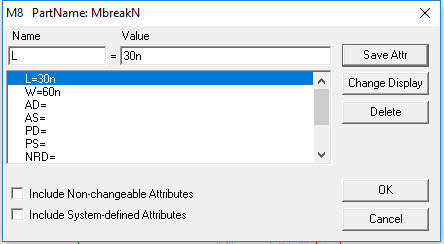 M8 PartName: MbreakN
Name Value
L = 30n
Save Attr
L=30n
W=60n
AD=
AS=
PD=
PS=
NRD=
Change Display
Delete
Include Non-changeable Attributes
Include System-defined Attributes
OK
Cancel